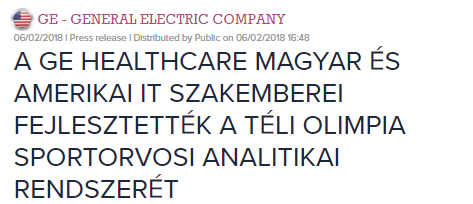 GE - GENERAL ELECTRIC COMPANY
06/02/2018 | Press release | Distributed by Public on 06/02/2018 16:48
A GE HEALTHCARE MAGYAR ÉS
AMERIKAI IT SZAKEMBEREI
FEJLESZTETTÉK A TÉLI OLIMPIA
SPORTORVOSI ANALITIKAI
RENDSZERÉT